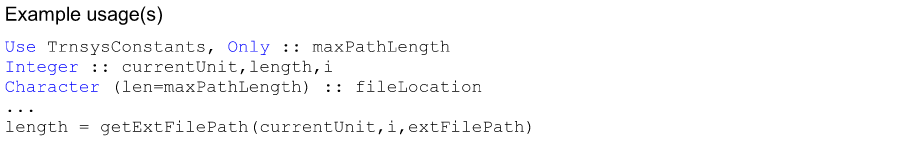 Example usage(s)
Use TrnsysConstants, Only :: maxPathLength
Integer :: currentUnit,length,i
Character (len=maxPathLength) :: fileLocation
...
length = getExtFilePath(currentUnit,i,extFilePath)